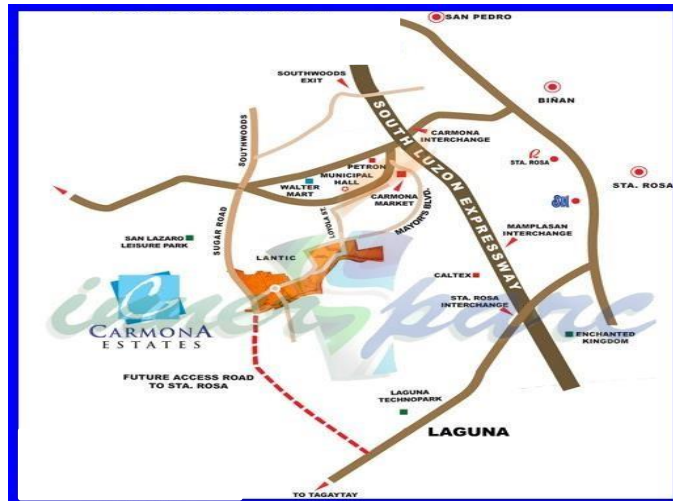 SAN PEDRO
SOUTHWOODS
EXIT
BIÑAN
SOUTH LUZON EXPRESSWAY
SOUTHWOODS
CARMONA
INTERCHANGE
PETRON
STA. ROSA
MUNICIPAL
HALL
WALTER
MART
STA. ROSA
CARMONA
MARKET
LOYOLA ST.
MAYOR'S BLVD.
SUGAR ROAD
SAN LAZARO
LEISURE PARK
MAMPLASAN
INTERCHANGE
LANTIC
CALTEX
STA. ROSA
INTERCHANGE
CARMONA
ESTATES
ENCHANTED
KINGDOM
FUTURE ACCESS ROAD
TO STA. ROSA
LAGUNA
TECHNOPARK
LAGUNA
TO TAGAYTAY